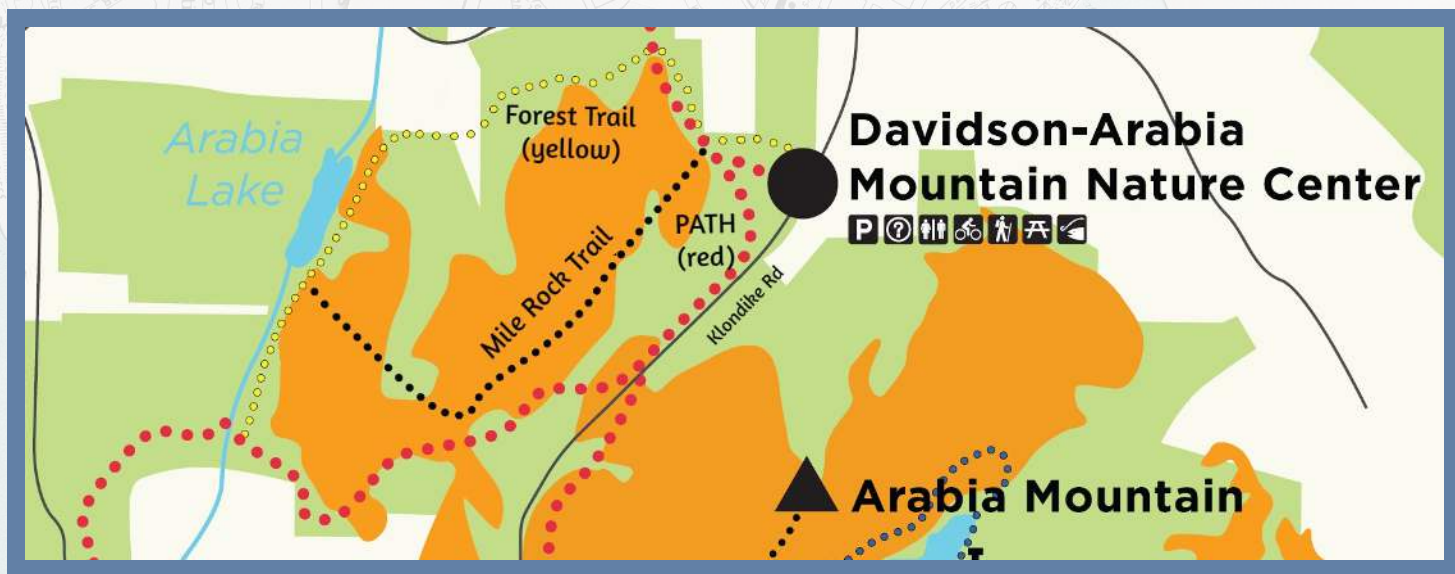 Forest Trail
(yellow)
Arabia
Lake
Davidson-Arabia
Mountain Nature Center
P ?
PATH
(red)
Mile Rock Trail
Klondike Rd
Arabia Mountain